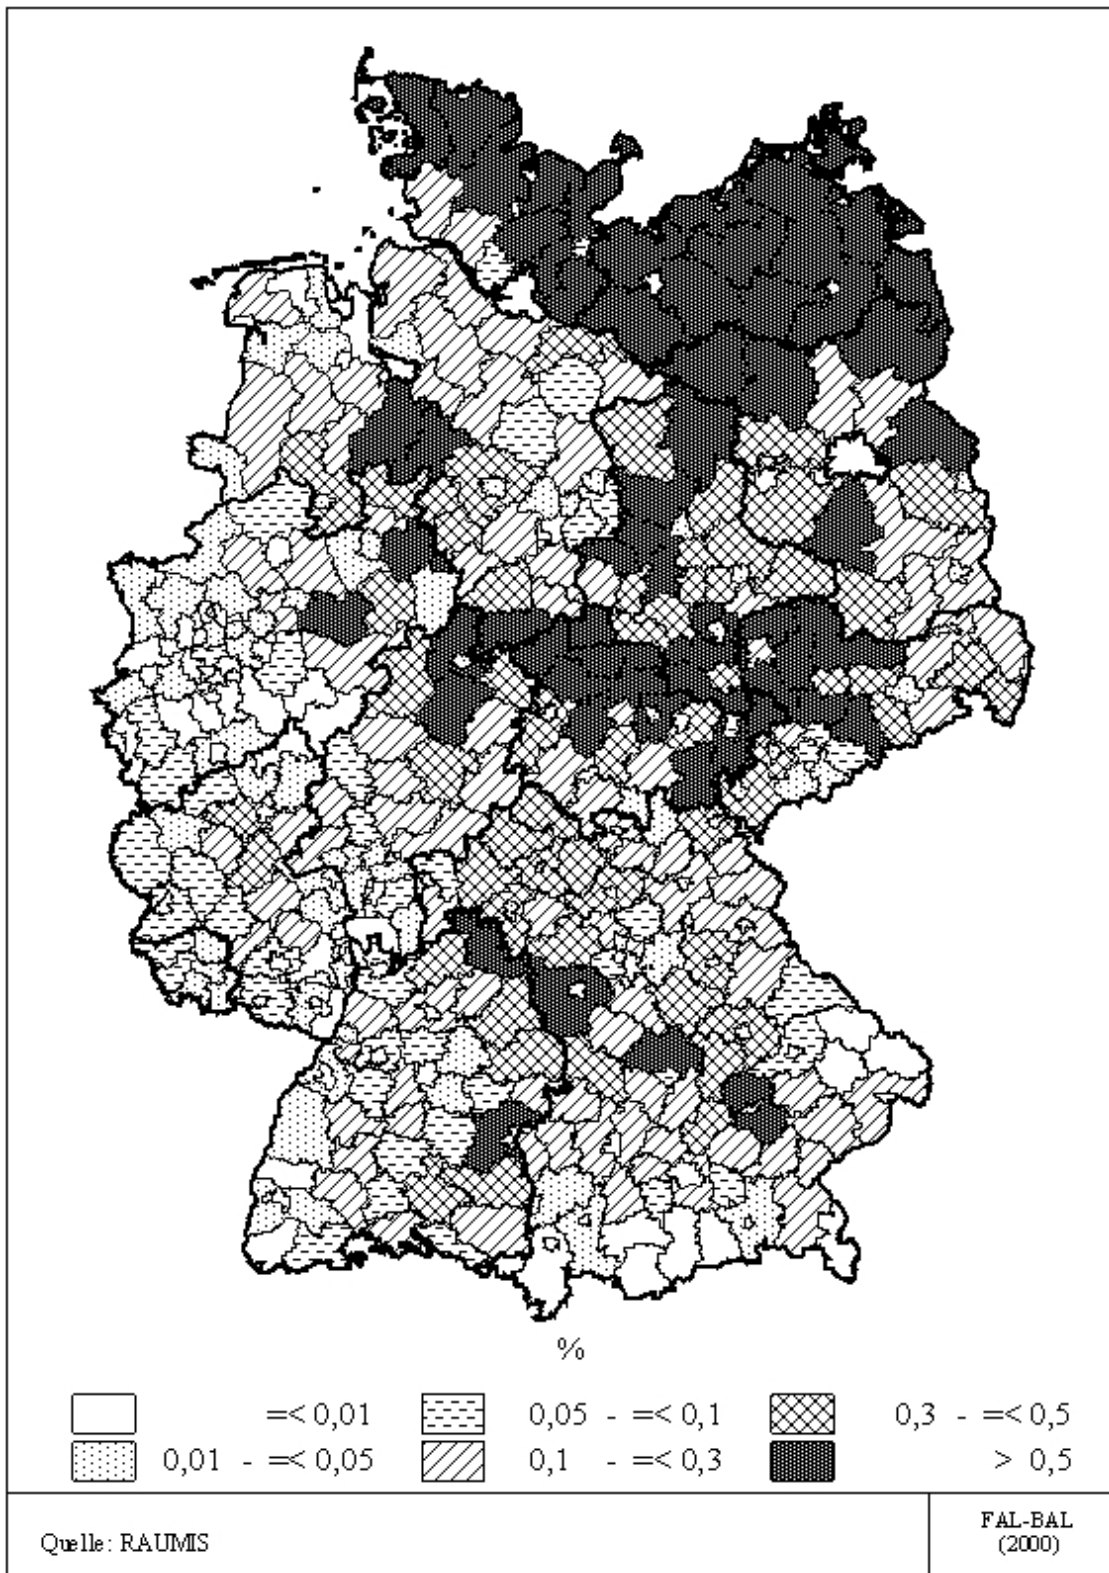 %
=< 0,01
0,05 - =< 0,1
0,3 - =< 0,5
0,01 - =< 0,05
0,1 - =< 0,3
> 0,5
Quelle: RAUMIS
FAL-BAL
(2000)